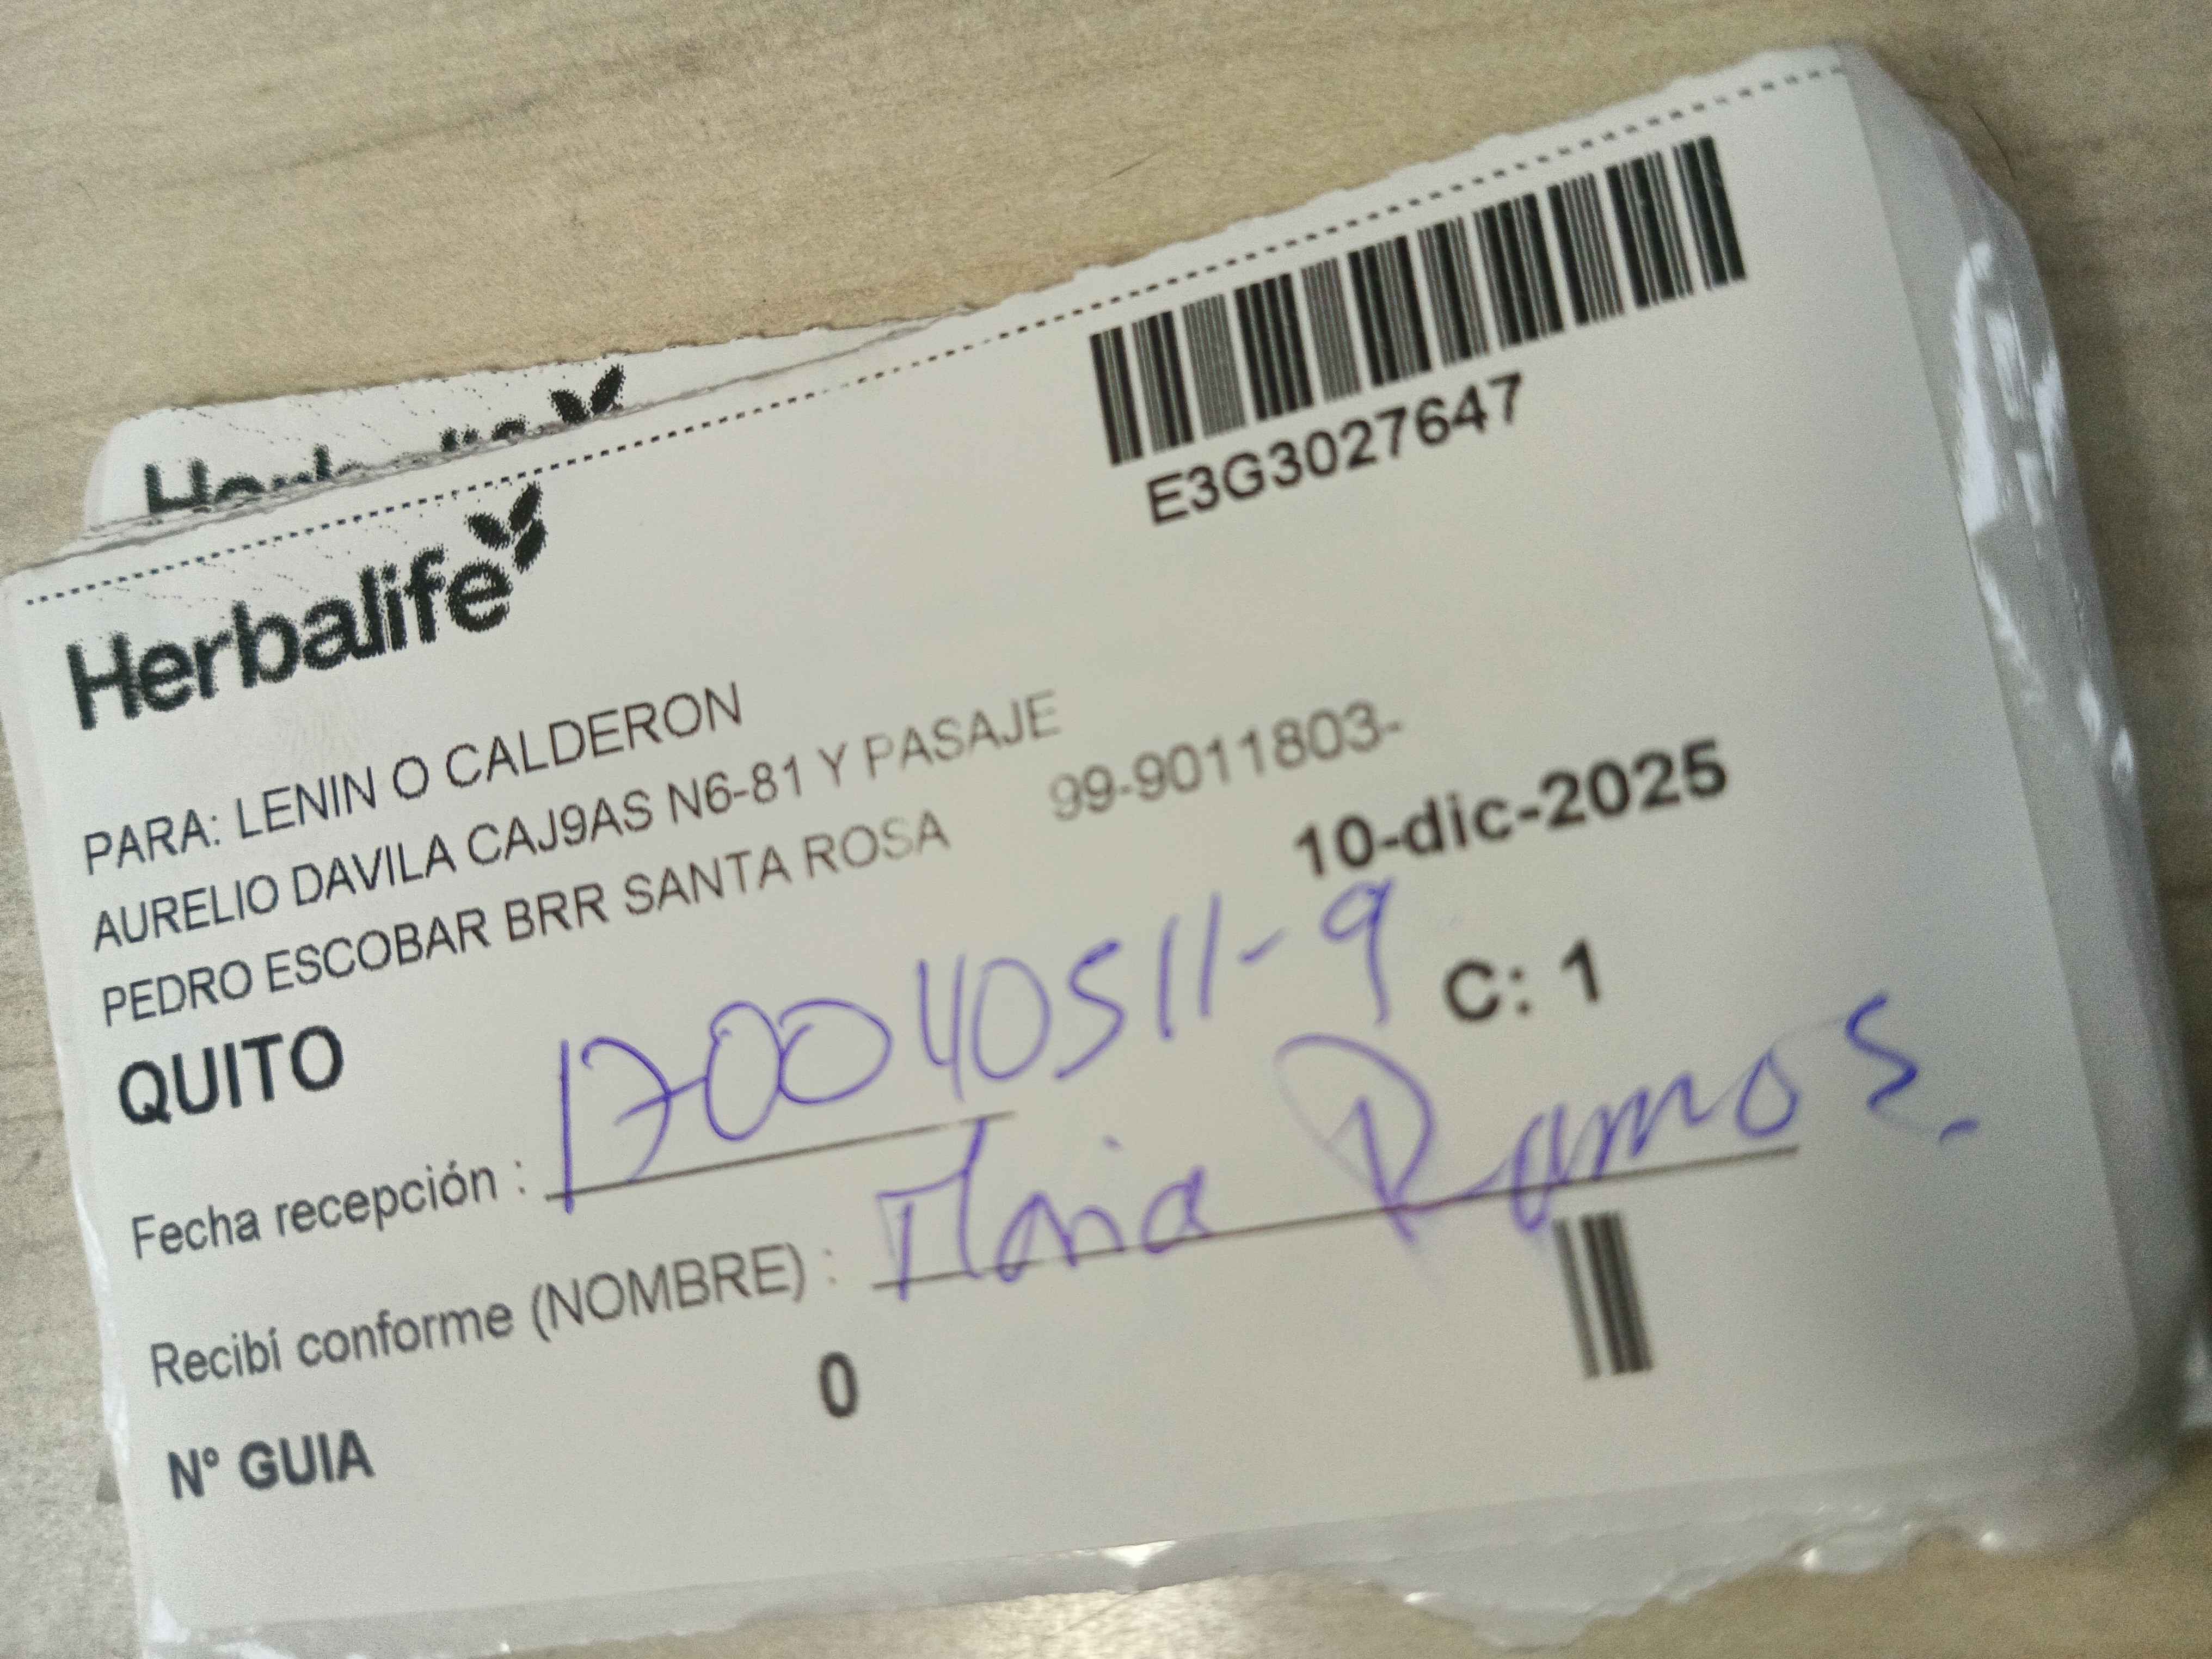 E3G3027647
Herbalife
PARA: LENIN O CALDERON
AURELIO DAVILA CAJ9AS N6-81 Y PASAJE
PEDRO ESCOBAR BRR SANTA ROSA 99-9011803-
10-dic-2025
QUITO
C: 1
Fecha recepción : 170040511-9
Recibí conforme (NOMBRE) : Ramos.
N° GUIA 0